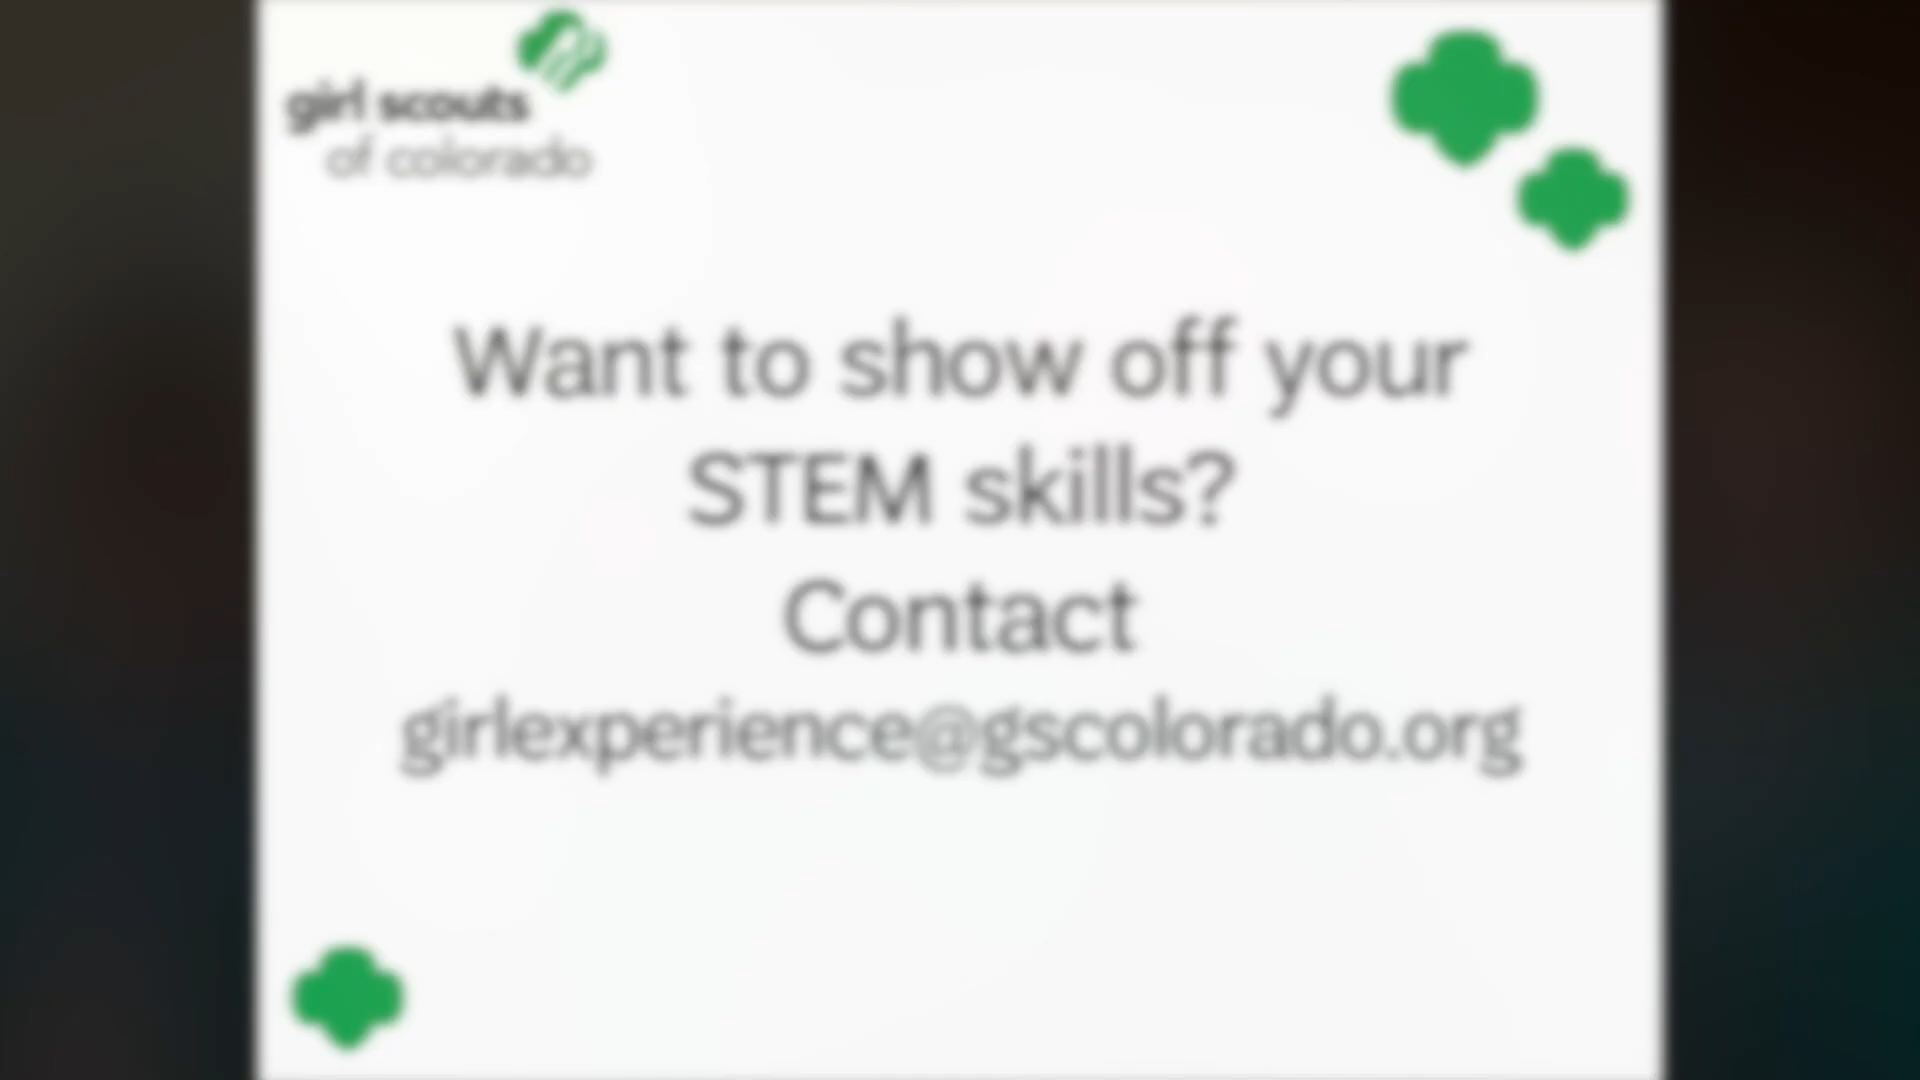 girl scouts
of colorado
Want to show off your
STEM skills?
Contact
girlexperience@gscolorado.org